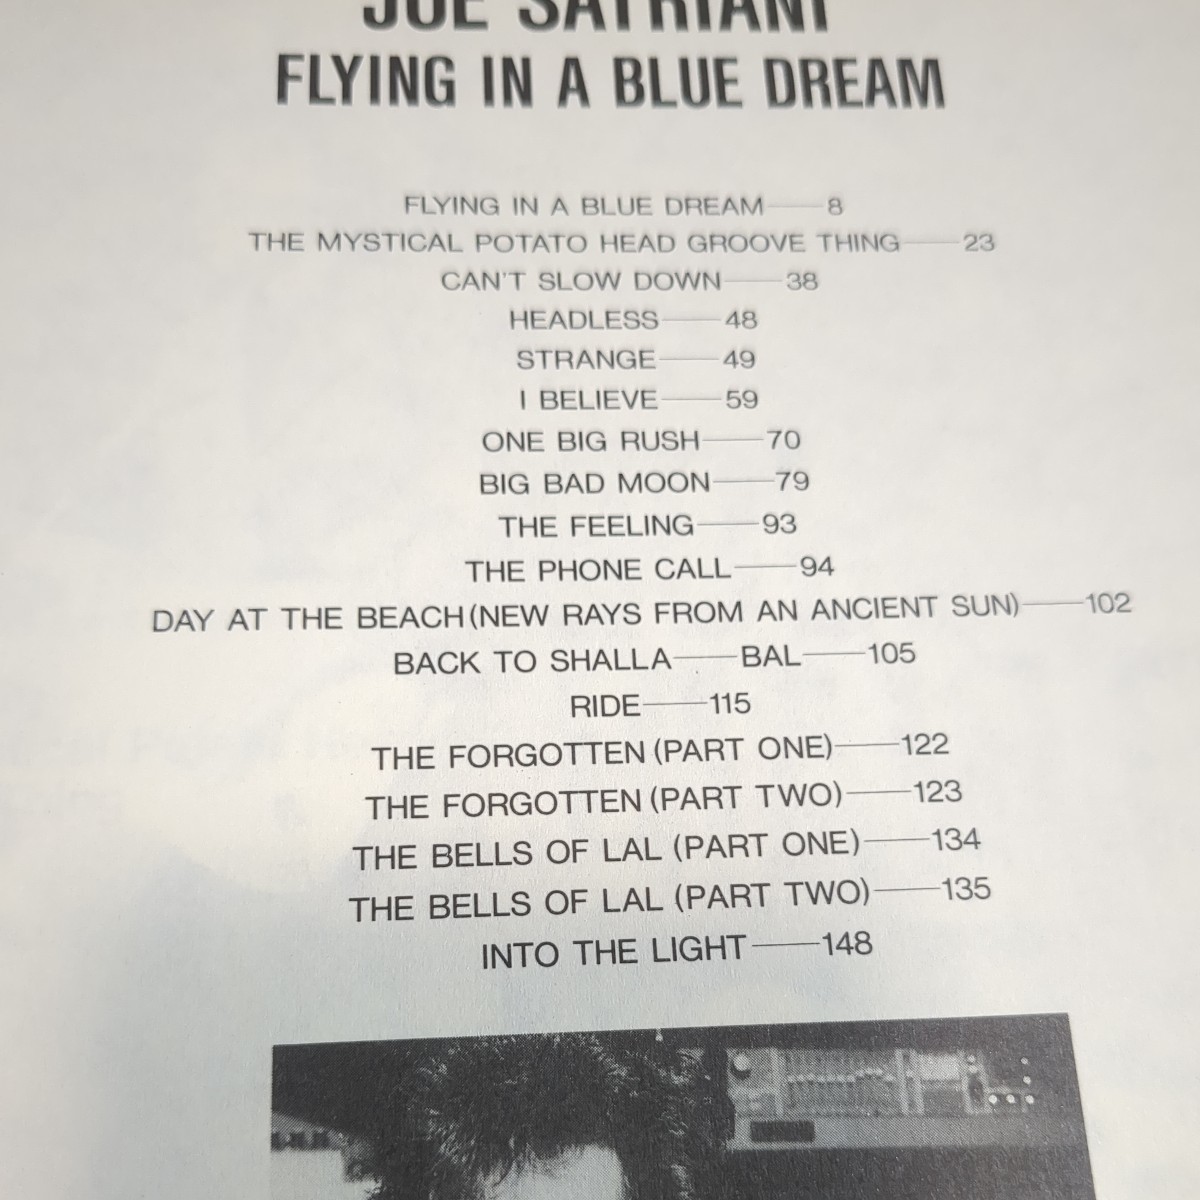 JOE SATRIANI
FLYING IN A BLUE DREAM
FLYING IN A BLUE DREAM——8
THE MYSTICAL POTATO HEAD GROOVE THING——23
CAN'T SLOW DOWN——38
HEADLESS——48
STRANGE——49
I BELIEVE——59
ONE BIG RUSH——70
BIG BAD MOON——79
THE FEELING——93
THE PHONE CALL——94
DAY AT THE BEACH (NEW RAYS FROM AN ANCIENT SUN)——102
BACK TO SHALLA——BAL——105
RIDE——115
THE FORGOTTEN (PART ONE)——122
THE FORGOTTEN (PART TWO)——123
THE BELLS OF LAL (PART ONE)——134
THE BELLS OF LAL (PART TWO)——135
INTO THE LIGHT——148